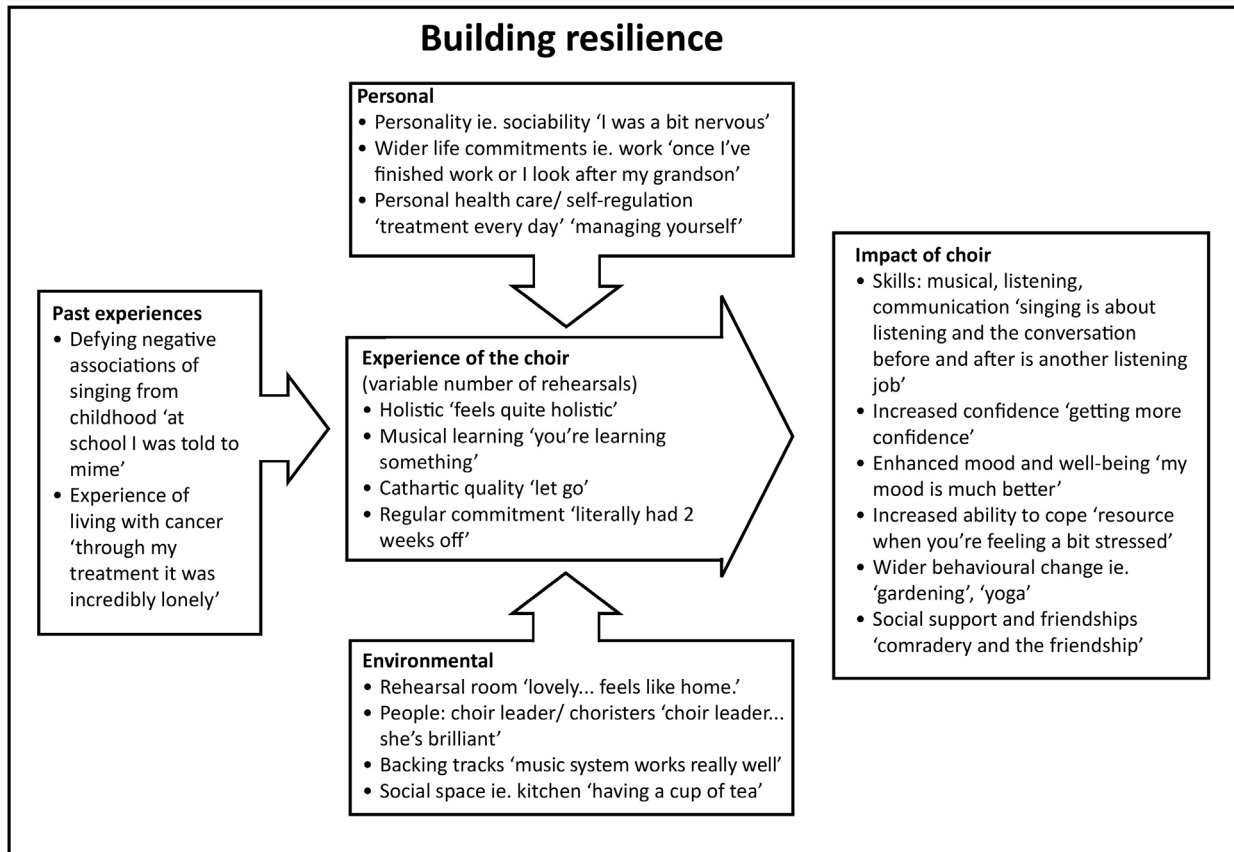 Building resilience
Personal
• Personality ie. sociability ‘I was a bit nervous’
• Wider life commitments ie. work ‘once I’ve
finished work or I look after my grandson’
• Personal health care/ self-regulation
‘treatment every day’ ‘managing yourself’
Past experiences
• Defying negative
associations of
singing from
childhood ‘at
school I was told to
mime’
• Experience of
living with cancer
‘through my
treatment it was
incredibly lonely’
Experience of the choir
(variable number of rehearsals)
• Holistic ‘feels quite holistic’
• Musical learning ‘you’re learning
something’
• Cathartic quality ‘let go’
• Regular commitment ‘literally had 2
weeks off’
Environmental
• Rehearsal room ‘lovely... feels like home.’
• People: choir leader/ choristers ‘choir leader...
she’s brilliant’
• Backing tracks ‘music system works really well’
• Social space ie. kitchen ‘having a cup of tea’
Impact of choir
• Skills: musical, listening,
communication ‘singing is about
listening and the conversation
before and after is another listening
job’
• Increased confidence ‘getting more
confidence’
• Enhanced mood and well-being ‘my
mood is much better’
• Increased ability to cope ‘resource
when you’re feeling a bit stressed’
• Wider behavioural change ie.
‘gardening’, ‘yoga’
• Social support and friendships
‘comradery and the friendship’